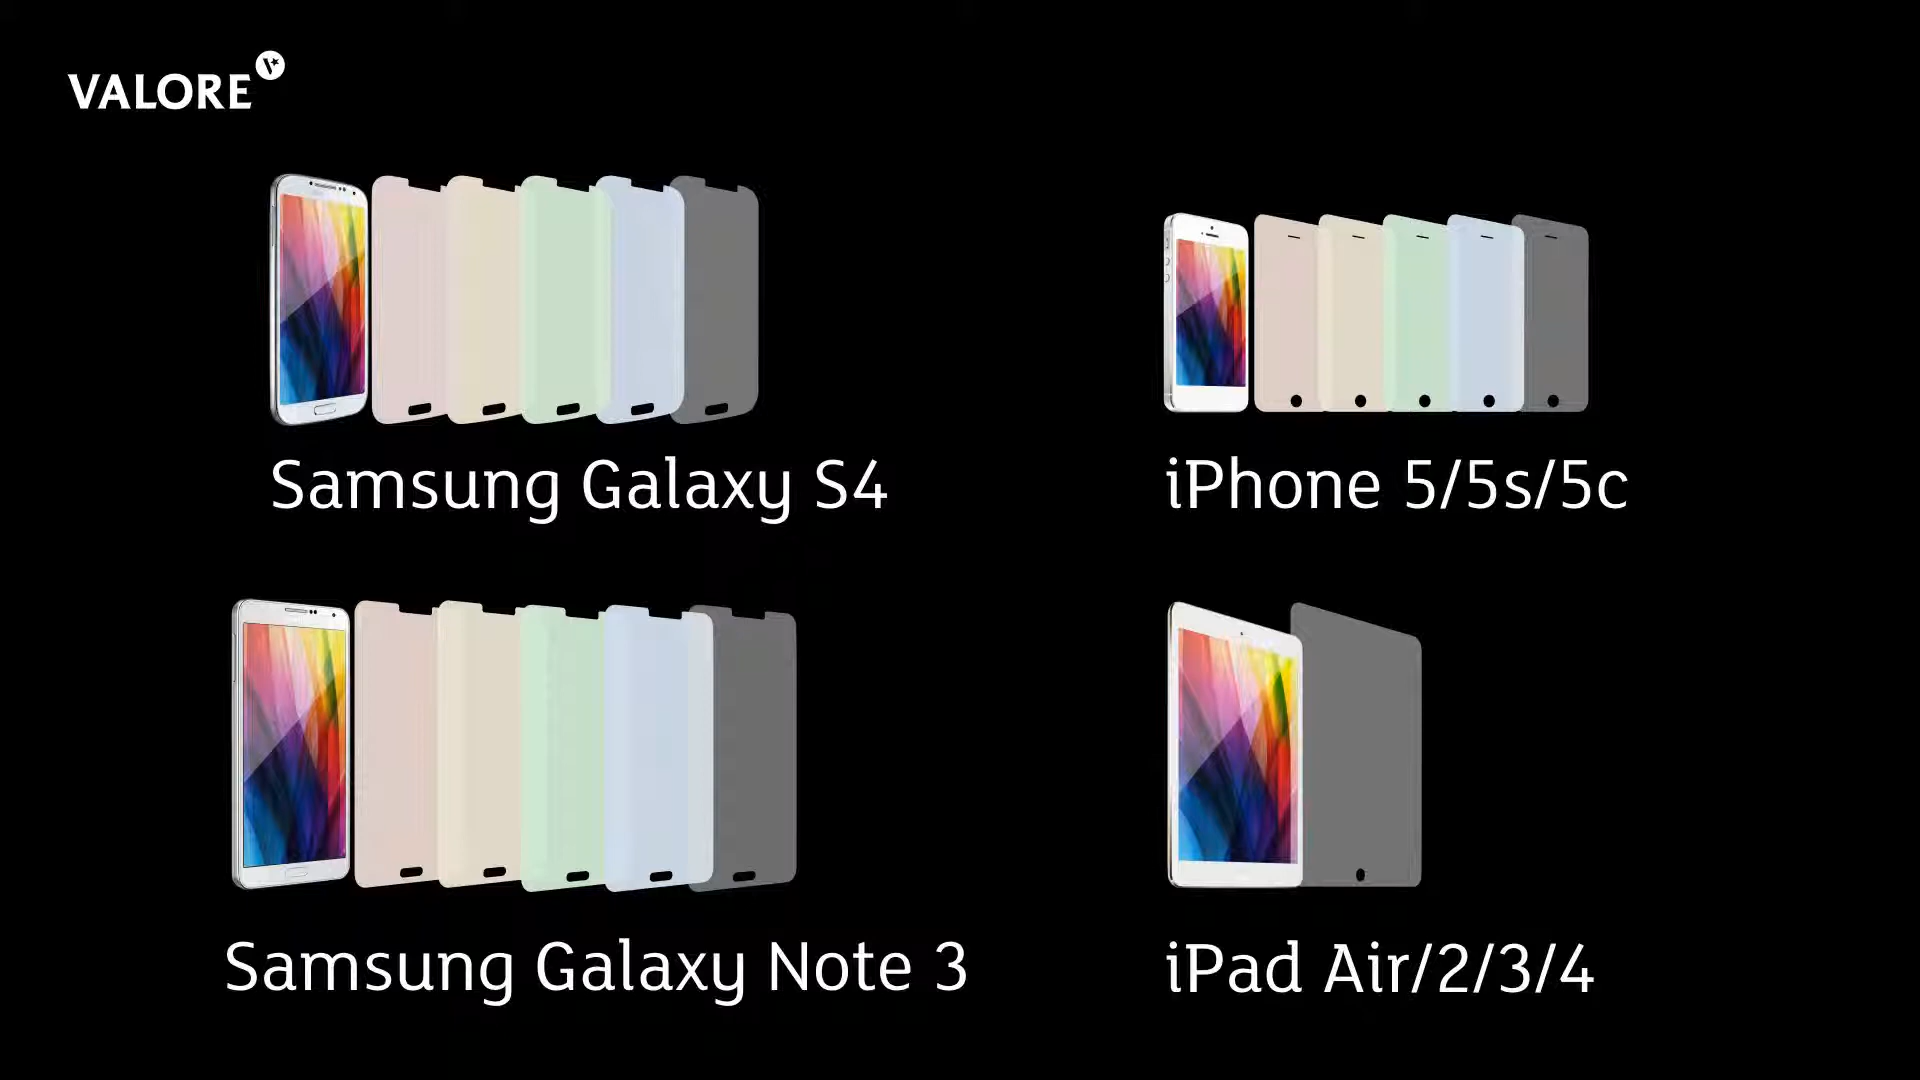 VALORE
Samsung Galaxy S4
iPhone 5/5s/5c
Samsung Galaxy Note 3
iPad Air/2/3/4